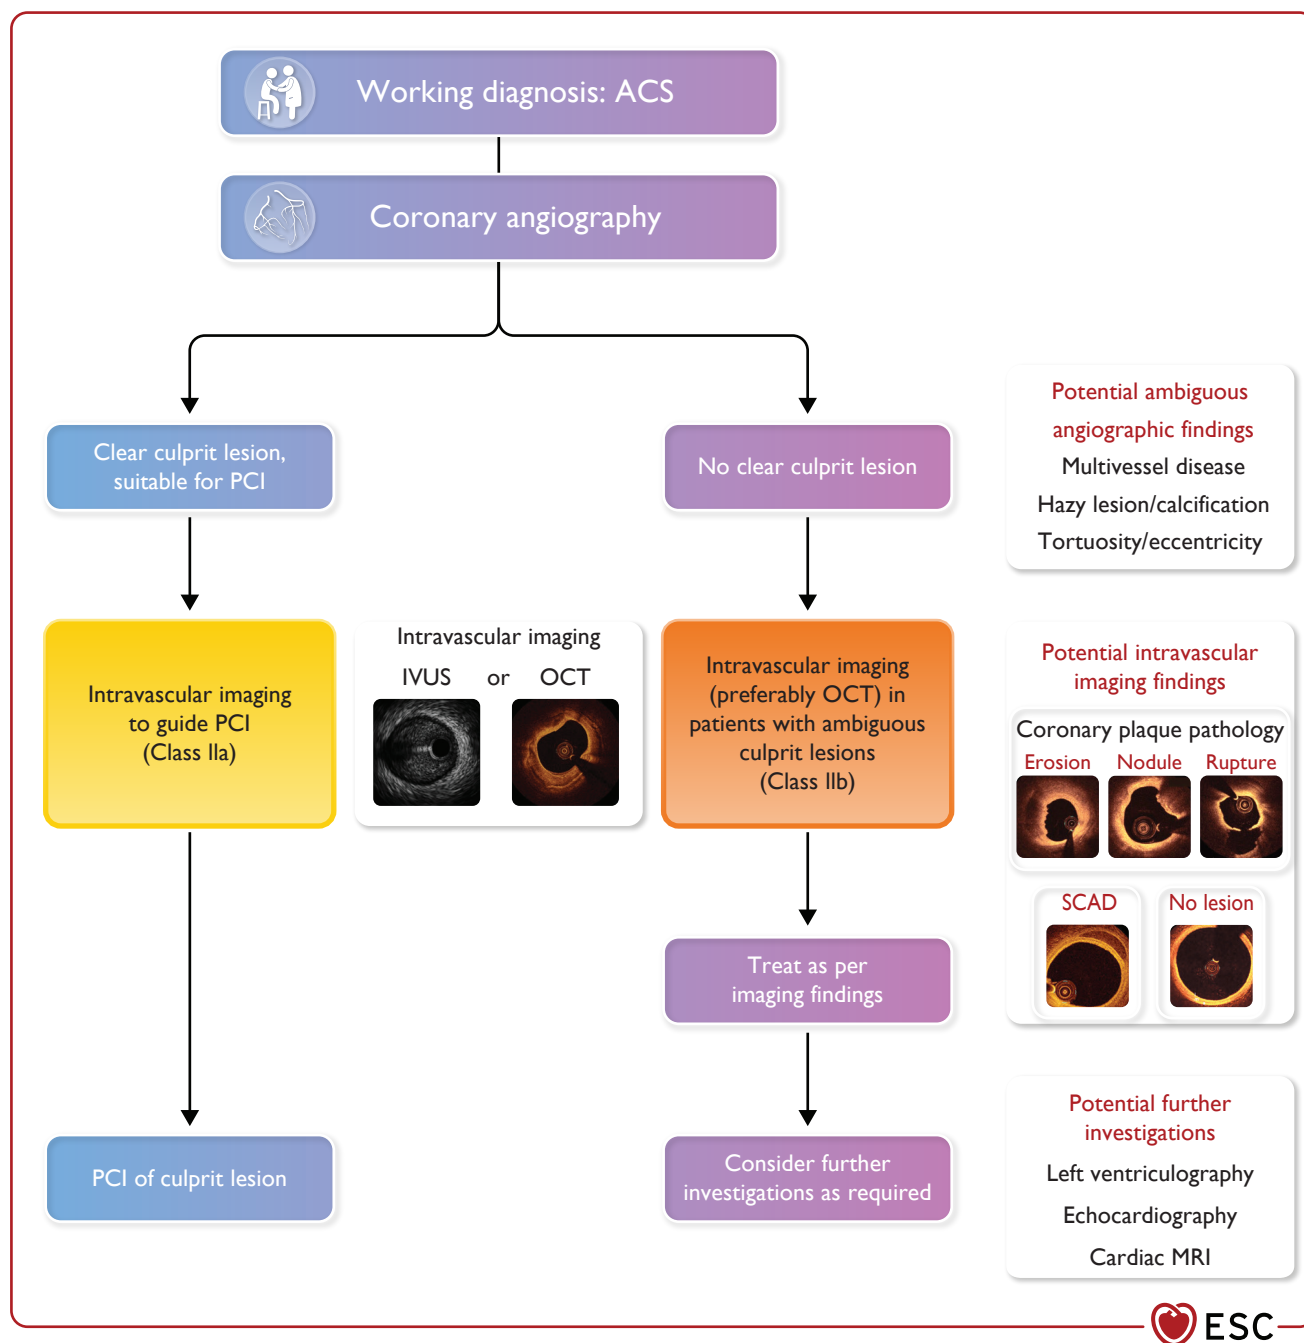 Working diagnosis: ACS
Coronary angiography
Clear culprit lesion,
suitable for PCI
No clear culprit lesion
Potential ambiguous
angiographic findings
Multivessel disease
Hazy lesion/calcification
Tortuosity/eccentricity
Intravascular imaging
to guide PCI
(Class IIa)
Intravascular imaging
IVUS or OCT
Intravascular imaging
(preferably OCT) in
patients with ambiguous
culprit lesions
(Class IIb)
Potential intravascular
imaging findings
Coronary plaque pathology
Erosion Nodule Rupture
SCAD No lesion
Treat as per
imaging findings
PCI of culprit lesion
Consider further
investigations as required
Potential further
investigations
Left ventriculography
Echocardiography
Cardiac MRI
ESC